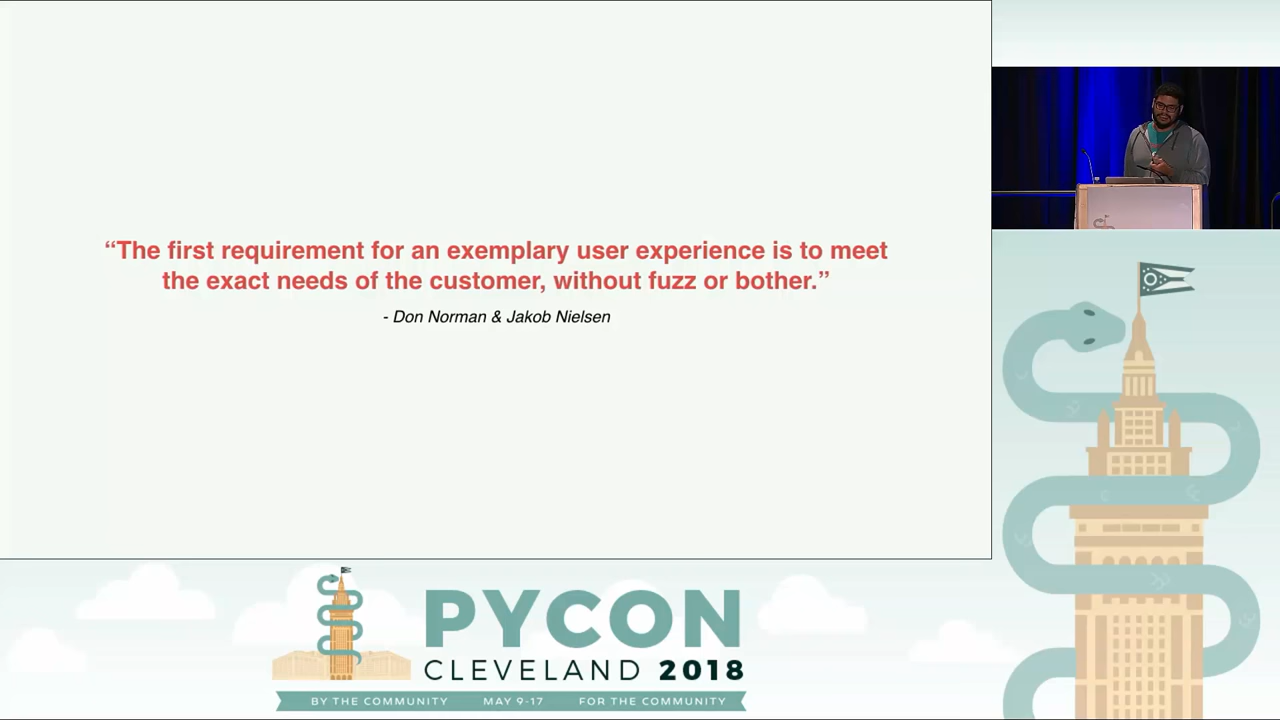 “The first requirement for an exemplary user experience is to meet
the exact needs of the customer, without fuzz or bother.”
- Don Norman & Jakob Nielsen
PYCON
CLEVELAND 2018
BY THE COMMUNITY MAY 9-17 FOR THE COMMUNITY